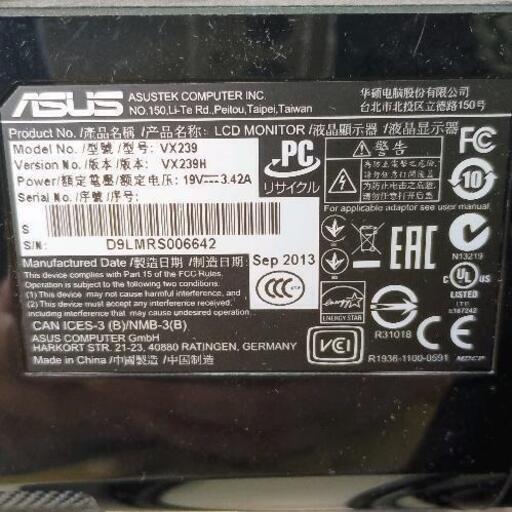 ASUS
ASUSTEK COMPUTER INC.
NO.150,Li-Te Rd.,Peitou,Taipei,Taiwan
华硕电脑股份有限公司
台北市北投区立德路150号
Product No./產品名稱/产品名称: LCD MONITOR/液晶顯示器/液晶显示器
Model No./型號/型号: VX239
Version No./版本/版本: VX239H
Power/額定電壓/额定电压: 19V 3.42A
Serial No./序號/序号:
PC
リサイクル
警告
FC
10
For applicable adaptor see user manual
S
S/N:
D9LMRS006642
N13219
EAC
Manufactured Date/製造日期/制造日期: Sep 2013
This device complies with Part 15 of the FCC Rules.
Operation is subject to the following two conditions:
(1) This device may not cause harmful interference, and
(2) This device must accept any interference received, including
interference that may cause undesired operation.
CAN ICES-3 (B)/NMB-3(B)
ASUS COMPUTER GmbH
HARKORT STR. 21-23, 40880 RATINGEN, GERMANY
Made in China/中國製造/中国制造
CCC
energy
ENERGY STAR
VCCI
R31018
UL
LISTED
I.T.E.
CE
R1936-1100-0591